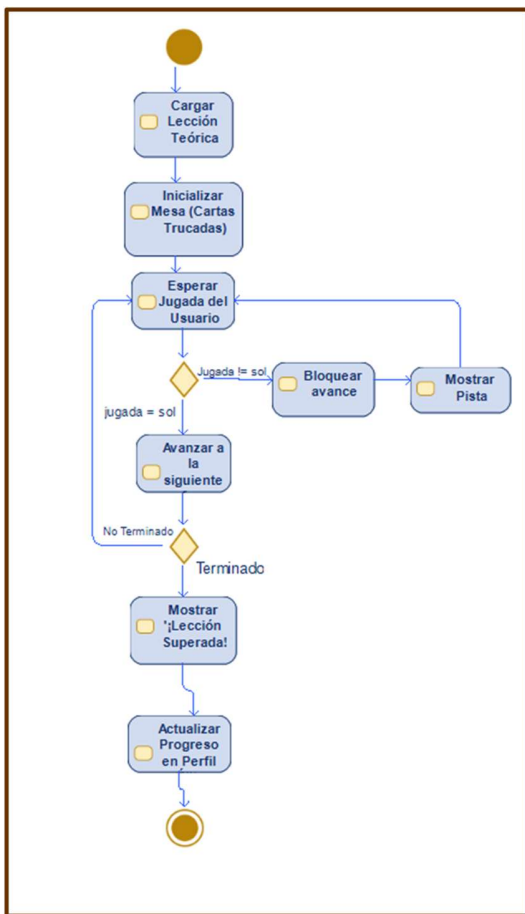 Cargar
Lección
Teórica
Inicializar
Mesa (Cartas
Trucadas)
Esperar
Jugada del
Usuario
Jugada != sol
Bloquear
avance
Mostrar
Pista
jugada = sol
Avanzar a
la
siguiente
No Terminado
Terminado
Mostrar
'¡Lección
Superada!
Actualizar
Progreso
en Perfil